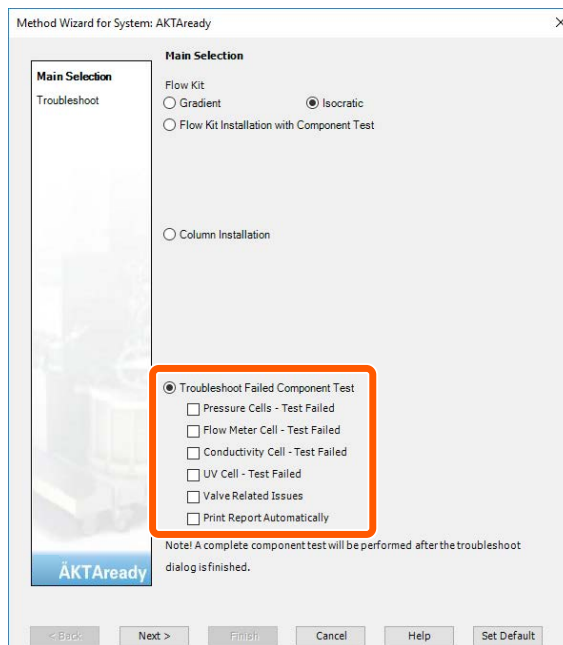 Method Wizard for System: AKTAready
Main Selection
Troubleshoot
Main Selection
Flow Kit
Gradient Isocratic
Flow Kit Installation with Component Test
Column Installation
Troubleshoot Failed Component Test
Pressure Cells - Test Failed
Flow Meter Cell - Test Failed
Conductivity Cell - Test Failed
UV Cell - Test Failed
Valve Related Issues
Print Report Automatically
Note! A complete component test will be performed after the troubleshoot
dialog is finished.
ÄKTAready
< Back Next > Finish Cancel Help Set Default